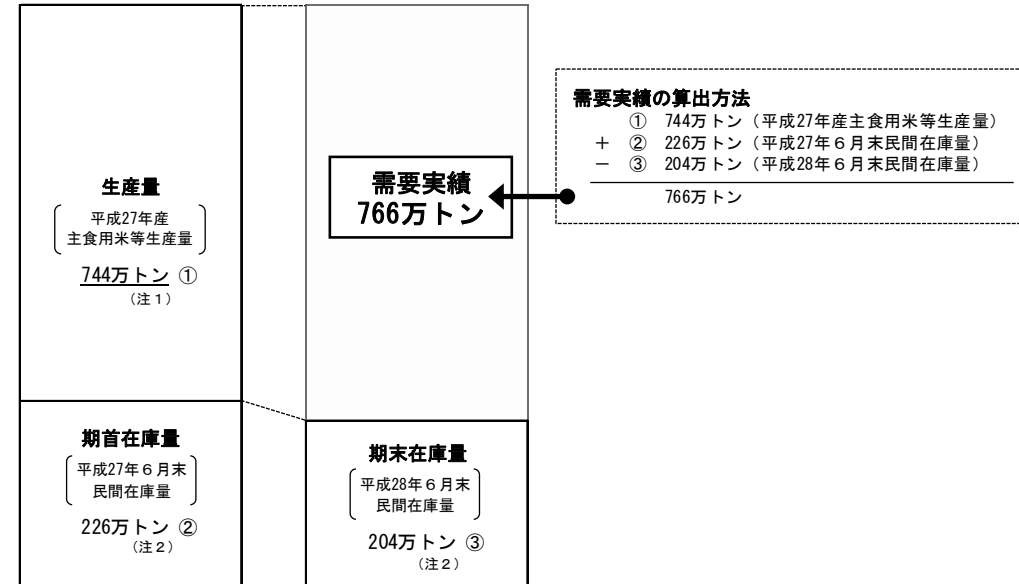 生産量
平成27年産
主食用米等生産量
744万トン ①
（注１）
期首在庫量
平成27年６月末
民間在庫量
226万トン ②
（注２）
需要実績
766万トン
期末在庫量
平成28年６月末
民間在庫量
204万トン ③
（注２）
需要実績の算出方法
① 744万トン（平成27年産主食用米等生産量）
＋ ② 226万トン（平成27年６月末民間在庫量）
－ ③ 204万トン（平成28年６月末民間在庫量）
766万トン